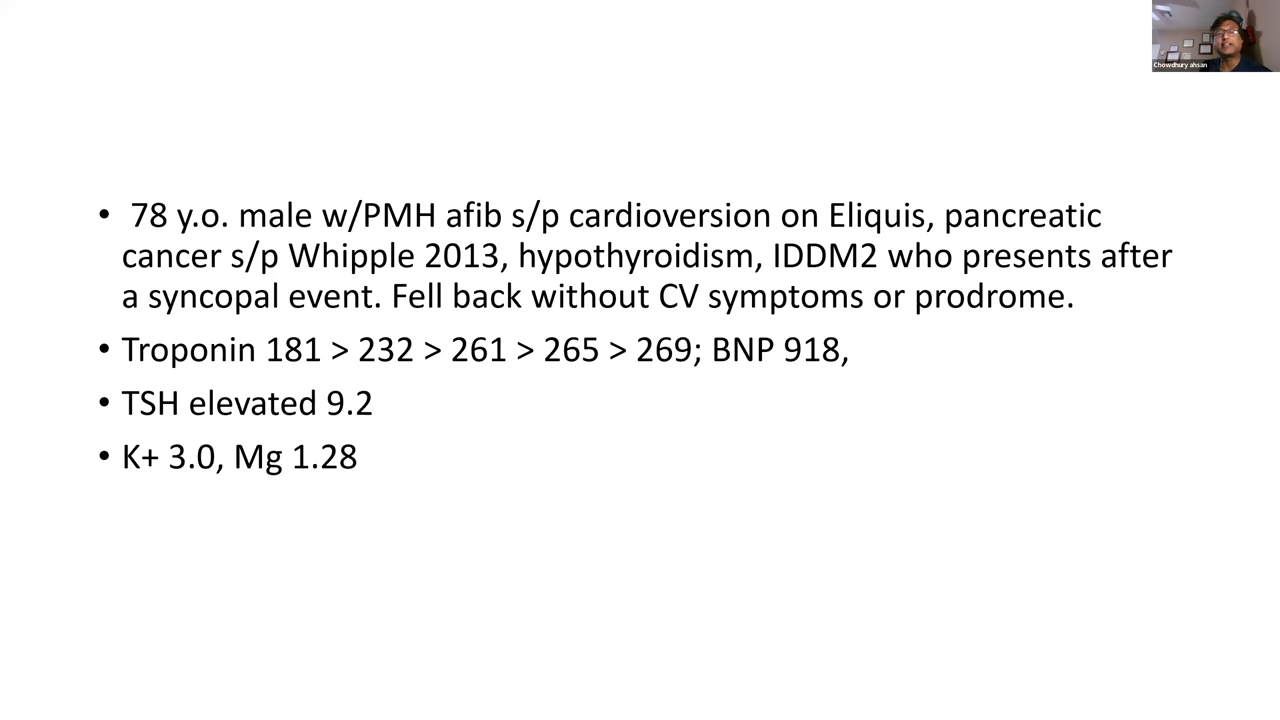 Chowdhury ahsan
• 78 y.o. male w/PMH afib s/p cardioversion on Eliquis, pancreatic
cancer s/p Whipple 2013, hypothyroidism, IDDM2 who presents after
a syncopal event. Fell back without CV symptoms or prodrome.
• Troponin 181 > 232 > 261 > 265 > 269; BNP 918,
• TSH elevated 9.2
• K+ 3.0, Mg 1.28